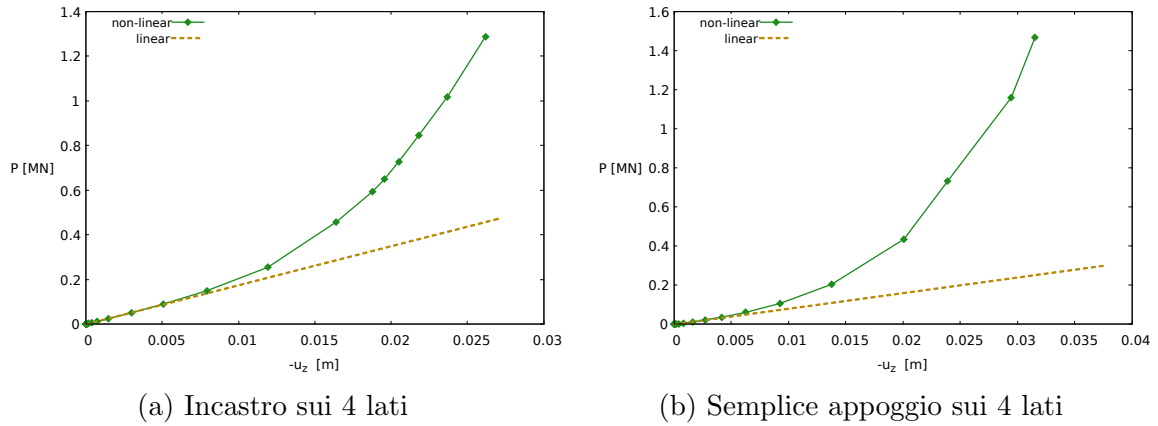 1.4
non-linear
linear
1.2
1
P [MN]
0.8
0.6
0.4
0.2
0
0 0.005 0.01 0.015 0.02 0.025 0.03
-u_z [m]
(a) Incastro sui 4 lati
1.6
non-linear
linear
1.4
1.2
1
P [MN]
0.8
0.6
0.4
0.2
0
0 0.005 0.01 0.015 0.02 0.025 0.03 0.035 0.04
-u_z [m]
(b) Semplice appoggio sui 4 lati